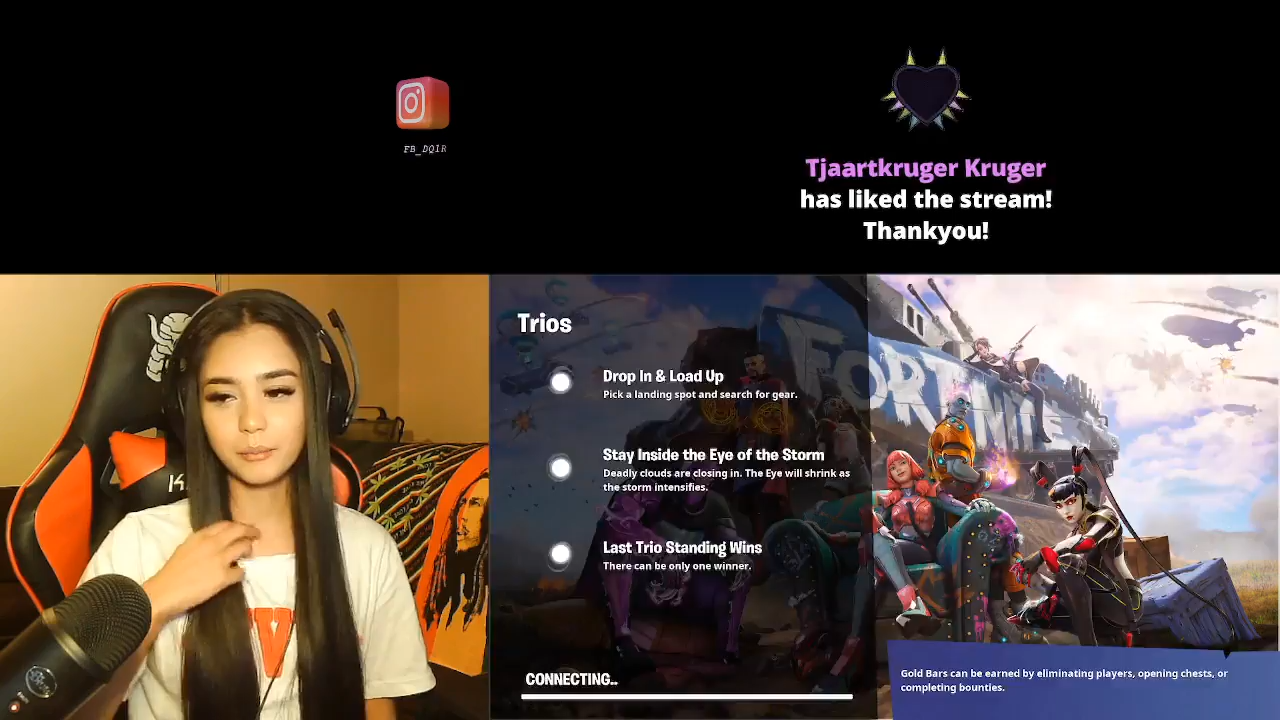 FB_DQIR
Tjaartkruger Kruger
has liked the stream!
Thankyou!
Trios
Drop In & Load Up
Pick a landing spot and search for gear.
Stay Inside the Eye of the Storm
Deadly clouds are closing in. The Eye will shrink as
the storm intensifies.
Last Trio Standing Wins
There can be only one winner.
CONNECTING..
FORTNITE
Gold Bars can be earned by eliminating players, opening chests, or
completing bounties.